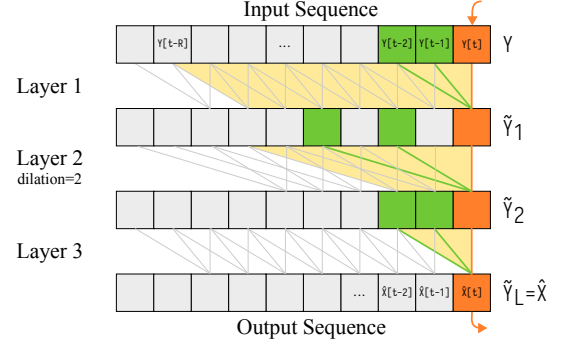 Input Sequence
Y[t-R] ... Y[t-2] Y[t-1] Y[t] Y
Layer 1
Ỹ1
Layer 2
dilation=2
Ỹ2
Layer 3
... X̂[t-2] X̂[t-1] X̂[t] ỸL=X̂
Output Sequence